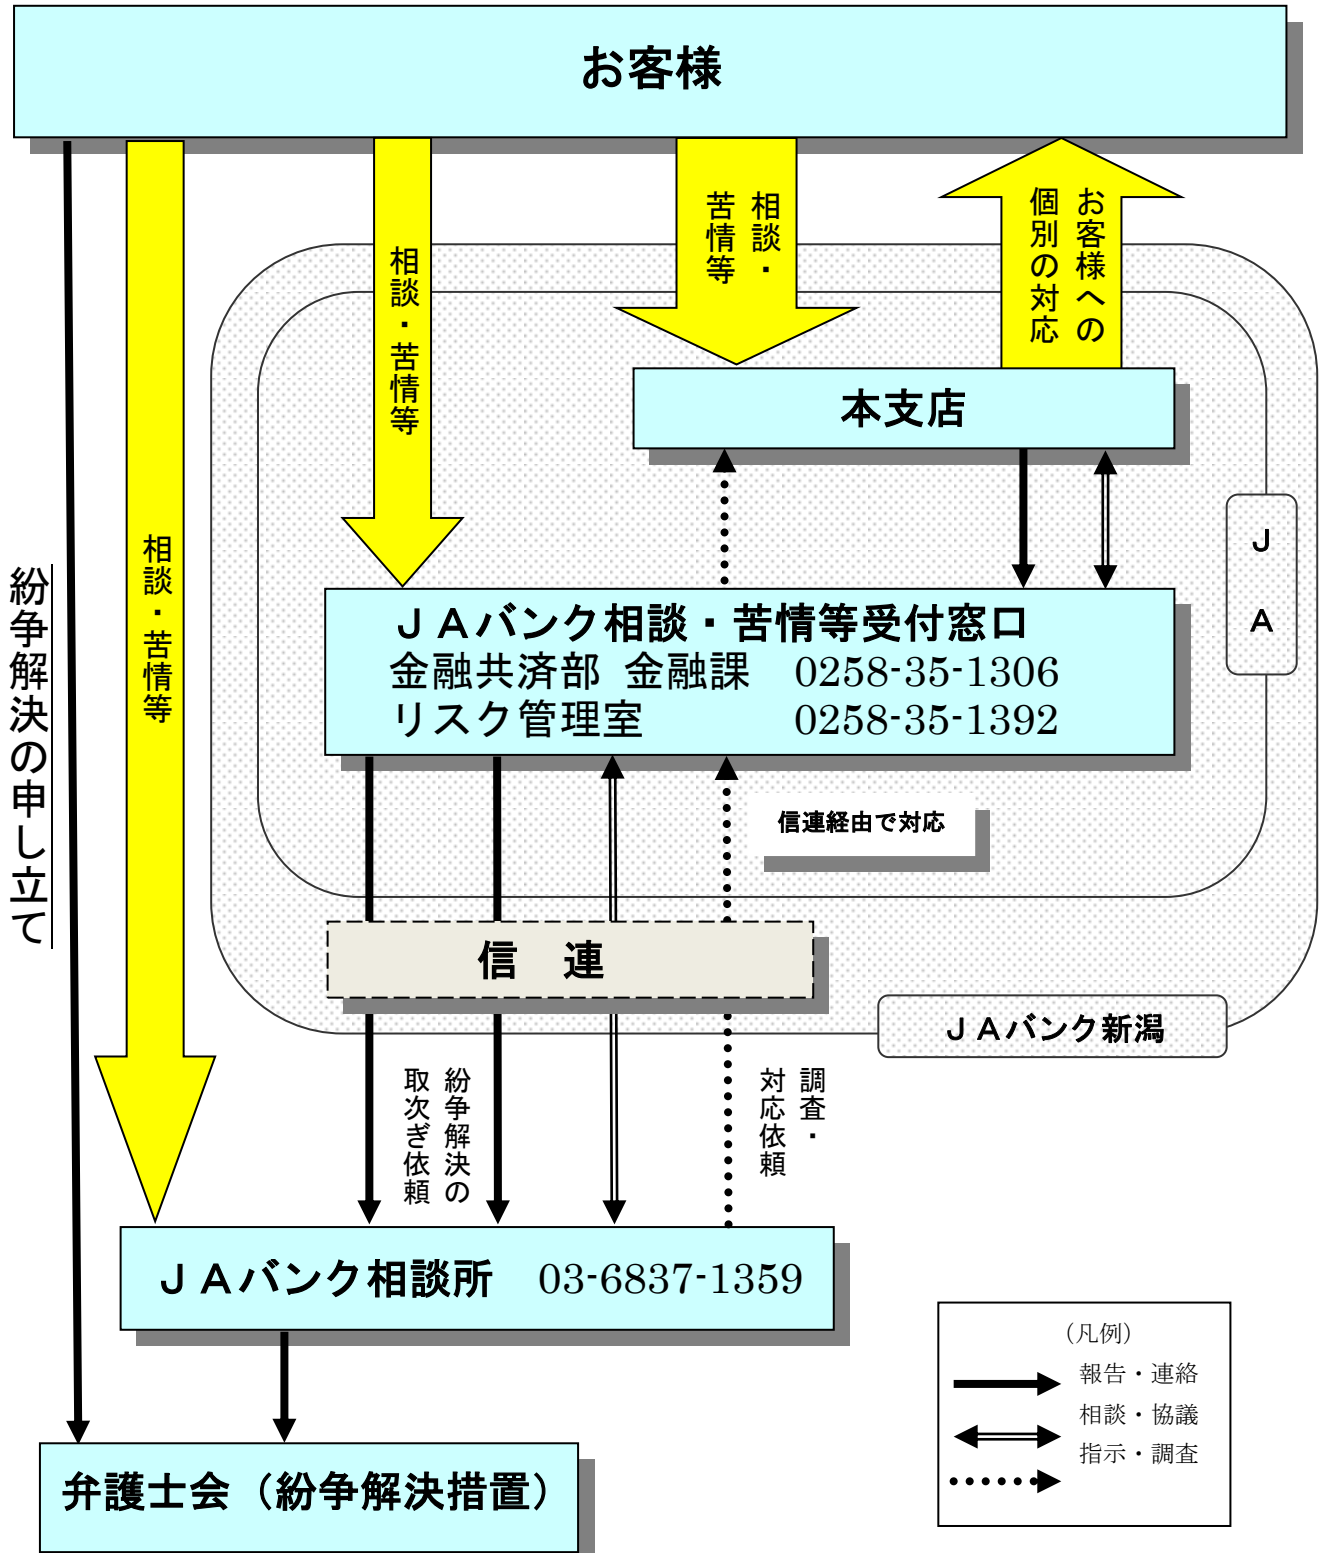 お客様
相談・
苦情等
お客様への
個別の対応
相談・苦情等
相談・苦情等
紛争解決の申し立て
本支店
ＪＡ
ＪＡバンク相談・苦情等受付窓口
金融共済部 金融課 0258-35-1306
リスク管理室 0258-35-1392
信連経由で対応
信 連
ＪＡバンク新潟
紛争解決の
取次ぎ依頼
調査・
対応依頼
ＪＡバンク相談所 03-6837-1359
弁護士会（紛争解決措置）
（凡例）
報告・連絡
相談・協議
指示・調査